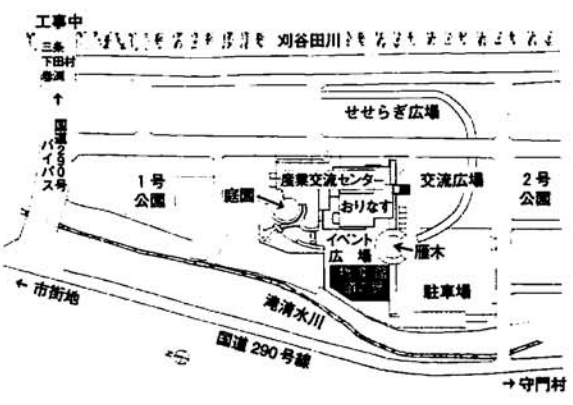 工事中
三条
下田村
刈谷田川
↑
国道290号
バイパス
せせらぎ広場
1号
公園
産業交流センター
庭園
おりなす
交流広場
2号
公園
イベント
広場
雁木
駐車場
← 市街地
滝清水川
国道290号線
N
→守門村